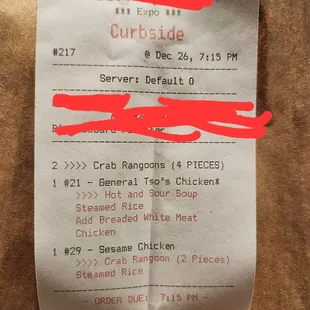 *** Expo ***
Curbside
#217 @ Dec 26, 7:15 PM
Server: Default 0
2 >>>> Crab Rangoons (4 PIECES)
1 #21 - General Tso's Chicken*
>>>> Hot and Sour Soup
Steamed Rice
Add Breaded White Meat
Chicken
1 #29 - Sesame Chicken
>>>> Crab Rangoon (2 Pieces)
Steamed Rice
- ORDER DUE: 7:15 PM -